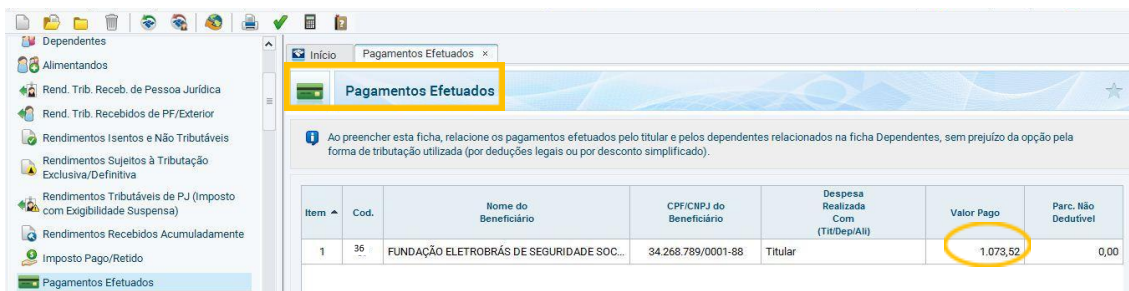 Dependentes
Alimentandos
Rend. Trib. Receb. de Pessoa Jurídica
Rend. Trib. Recebidos de PF/Exterior
Rendimentos Isentos e Não Tributáveis
Rendimentos Sujeitos à Tributação
Exclusiva/Definitiva
Rendimentos Tributáveis de PJ (Imposto
com Exigibilidade Suspensa)
Rendimentos Recebidos Acumuladamente
Imposto Pago/Retido
Pagamentos Efetuados
Início
Pagamentos Efetuados ×
Pagamentos Efetuados
Ao preencher esta ficha, relacione os pagamentos efetuados pelo titular e pelos dependentes relacionados na ficha Dependentes, sem prejuízo da opção pela
forma de tributação utilizada (por deduções legais ou por desconto simplificado).
Item
Cod.
Nome do
Beneficiário
CPF/CNPJ do
Beneficiário
Despesa
Realizada
Com
(Tit/Dep/Ali)
Valor Pago
Parc. Não
Dedutível
1
36
FUNDAÇÃO ELETROBRÁS DE SEGURIDADE SOC...
34.268.789/0001-88
Titular
1.073,52
0,00